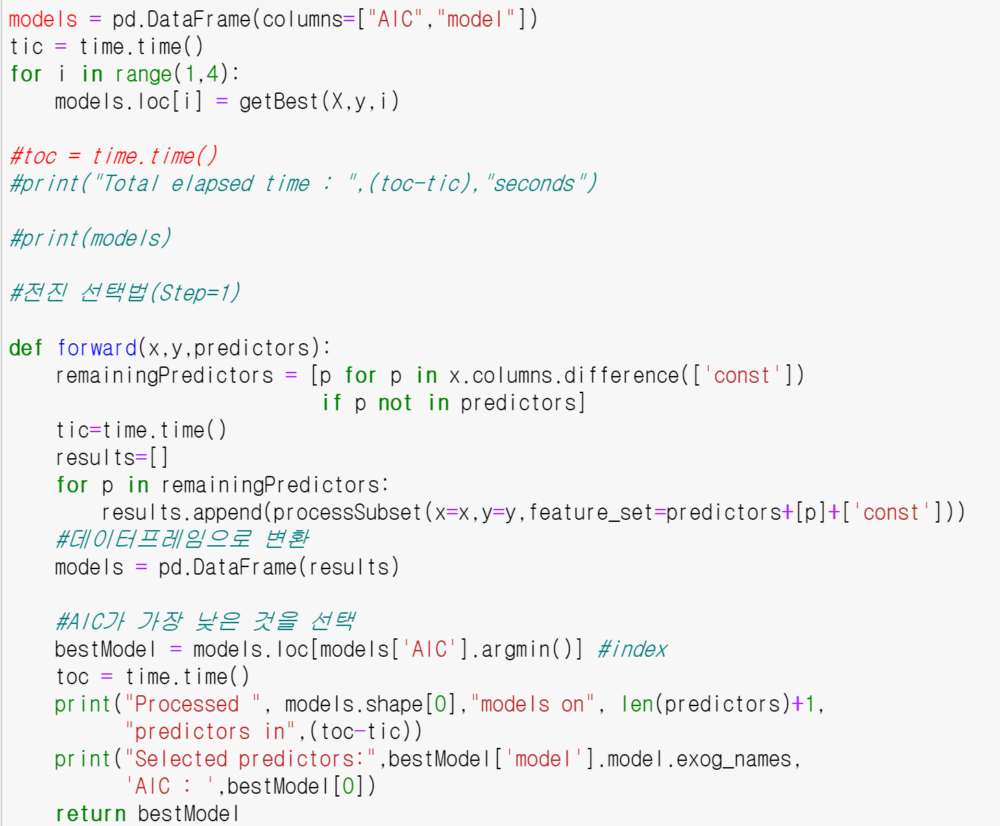 models = pd.DataFrame(columns=["AIC","model"])
tic = time.time()
for i in range(1,4):
    models.loc[i] = getBest(X,y,i)

#toc = time.time()
#print("Total elapsed time : ",(toc-tic),"seconds")

#print(models)

#전진 선택법(Step=1)

def forward(x,y,predictors):
    remainingPredictors = [p for p in x.columns.difference(['const'])
                           if p not in predictors]
    tic=time.time()
    results=[]
    for p in remainingPredictors:
        results.append(processSubset(x=x,y=y,feature_set=predictors+[p]+['const']))
    #데이터프레임으로 변환
    models = pd.DataFrame(results)

    #AIC가 가장 낮은 것을 선택
    bestModel = models.loc[models['AIC'].argmin()] #index
    toc = time.time()
    print("Processed ", models.shape[0],"models on", len(predictors)+1,
          "predictors in",(toc-tic))
    print("Selected predictors:",bestModel['model'].model.exog_names,
          'AIC : ',bestModel[0])
    return bestModel